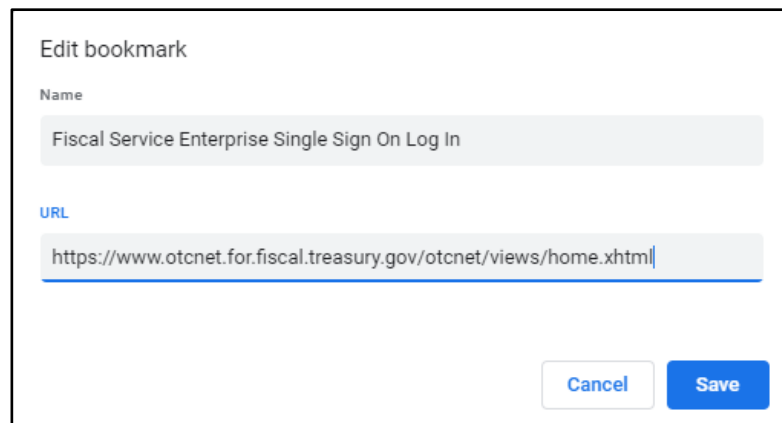 Edit bookmark
Name
Fiscal Service Enterprise Single Sign On Log In
URL
https://www.otcnet.for.fiscal.treasury.gov/otcnet/views/home.xhtml
Cancel Save